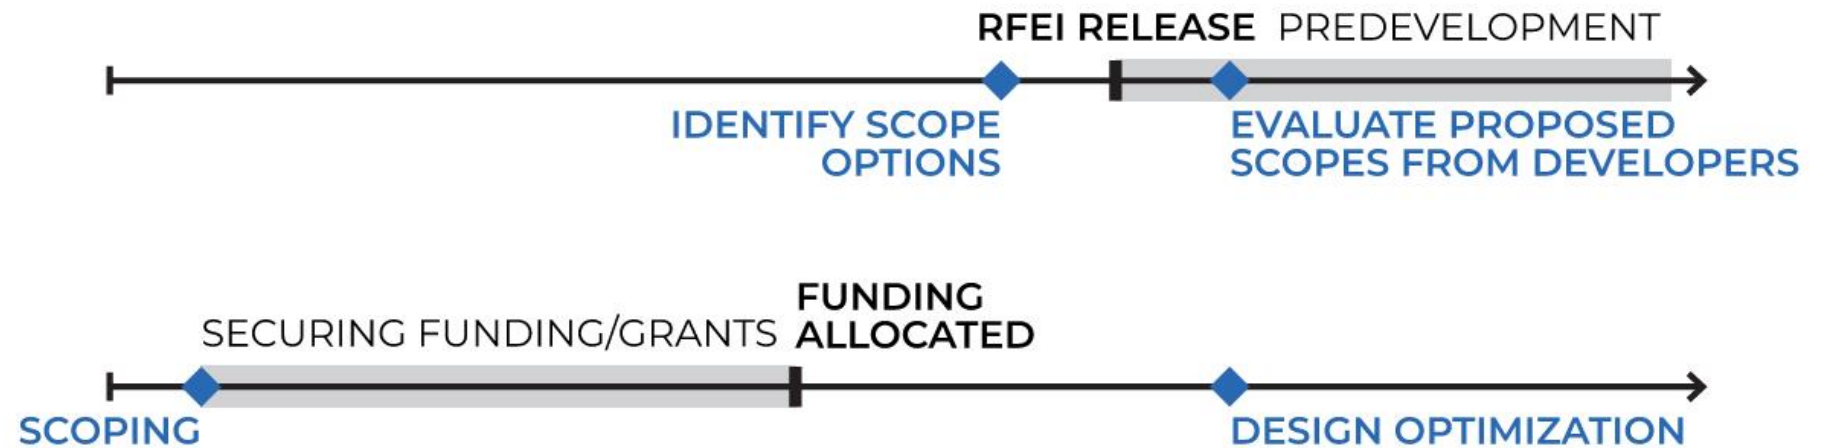 RFEI RELEASE PREDEVELOPMENT
IDENTIFY SCOPE
OPTIONS
EVALUATE PROPOSED
SCOPES FROM DEVELOPERS
SECURING FUNDING/GRANTS
FUNDING
ALLOCATED
SCOPING
DESIGN OPTIMIZATION